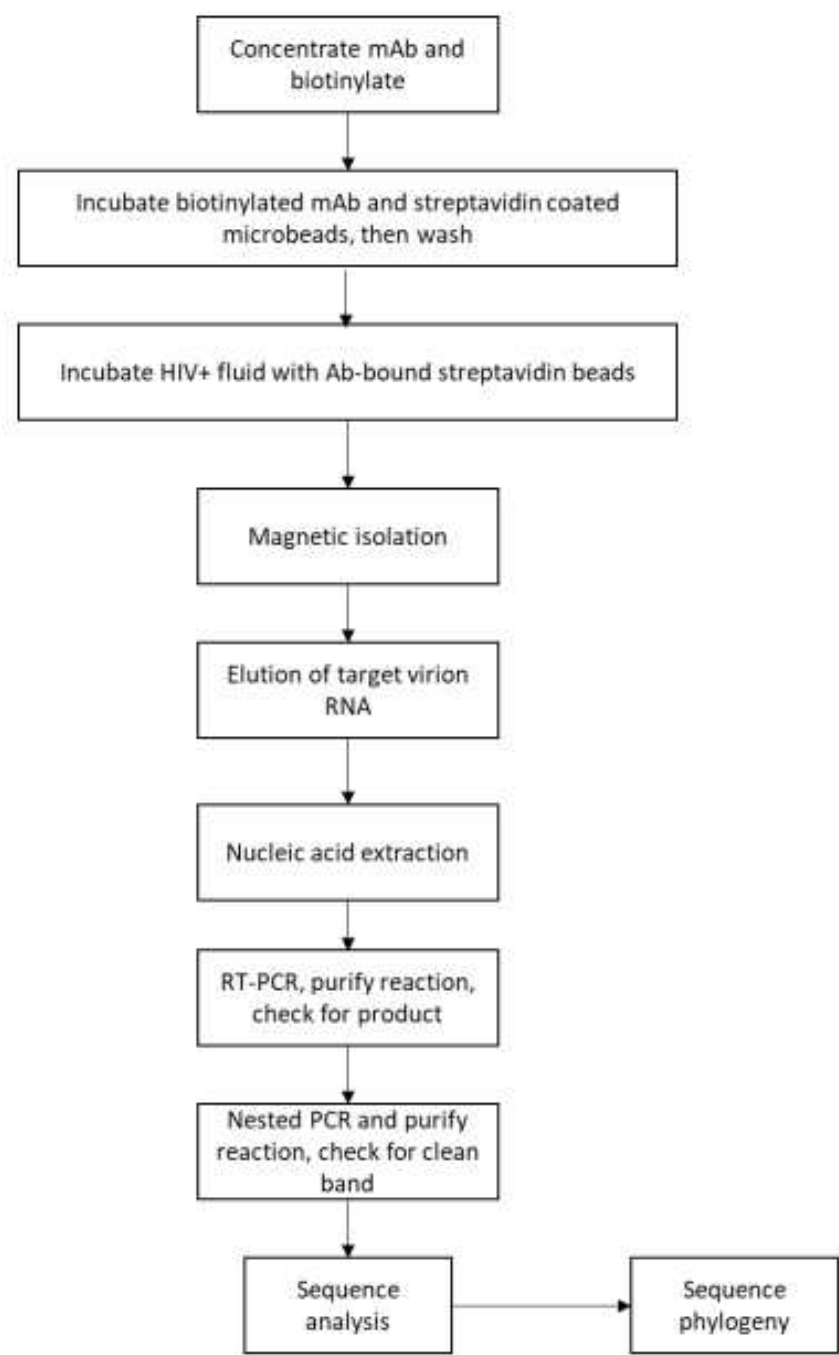 Concentrate mAb and
biotinylate
Incubate biotinylated mAb and streptavidin coated
microbeads, then wash
Incubate HIV+ fluid with Ab-bound streptavidin beads
Magnetic isolation
Elution of target virion
RNA
Nucleic acid extraction
RT-PCR, purify reaction,
check for product
Nested PCR and purify
reaction, check for clean
band
Sequence
analysis
Sequence
phylogeny